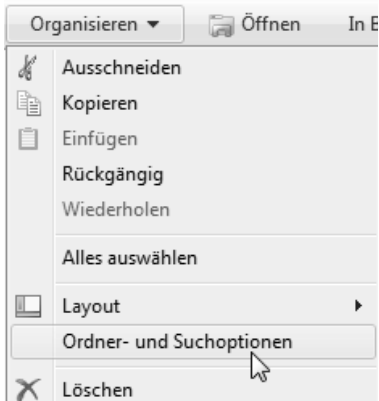 Organisieren Öffnen In
Ausschneiden
Kopieren
Einfügen
Rückgängig
Wiederholen
Alles auswählen
Layout
Ordner- und Suchoptionen
Löschen